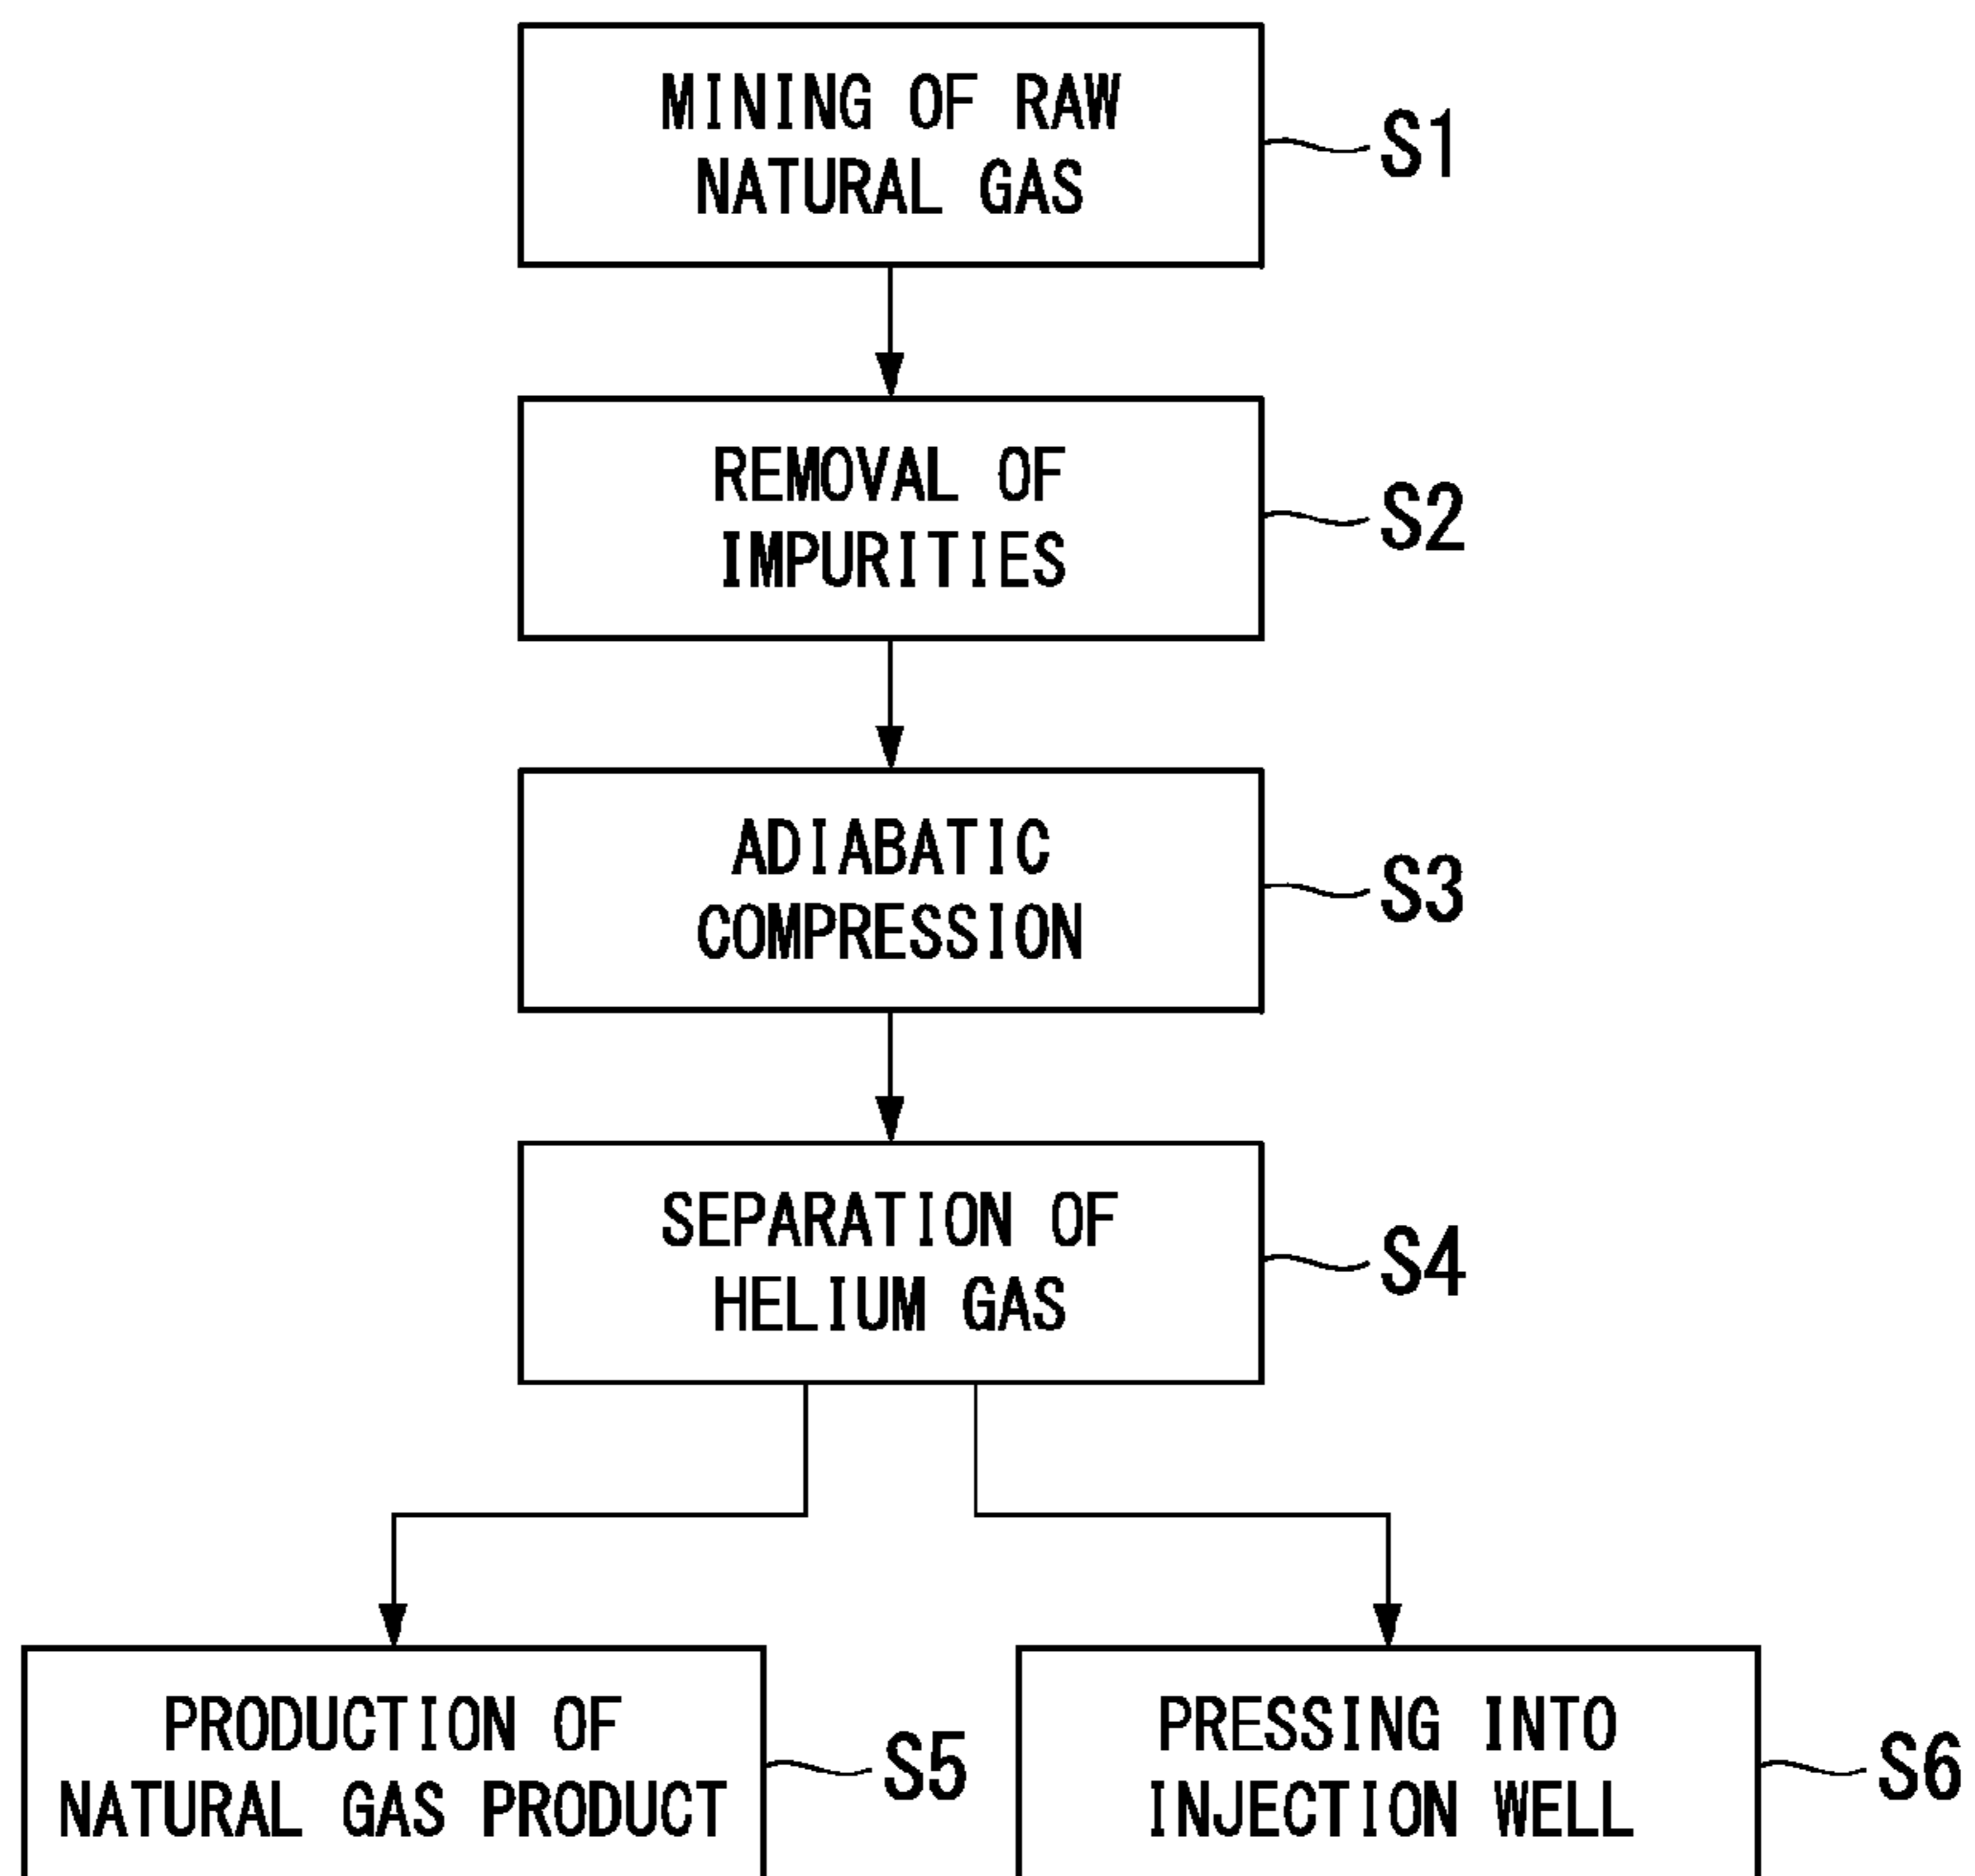 MINING OF RAW
NATURAL GAS
S1
REMOVAL OF
IMPURITIES
S2
ADIABATIC
COMPRESSION
S3
SEPARATION OF
HELIUM GAS
S4
PRODUCTION OF
NATURAL GAS PRODUCT
S5
PRESSING INTO
INJECTION WELL
S6